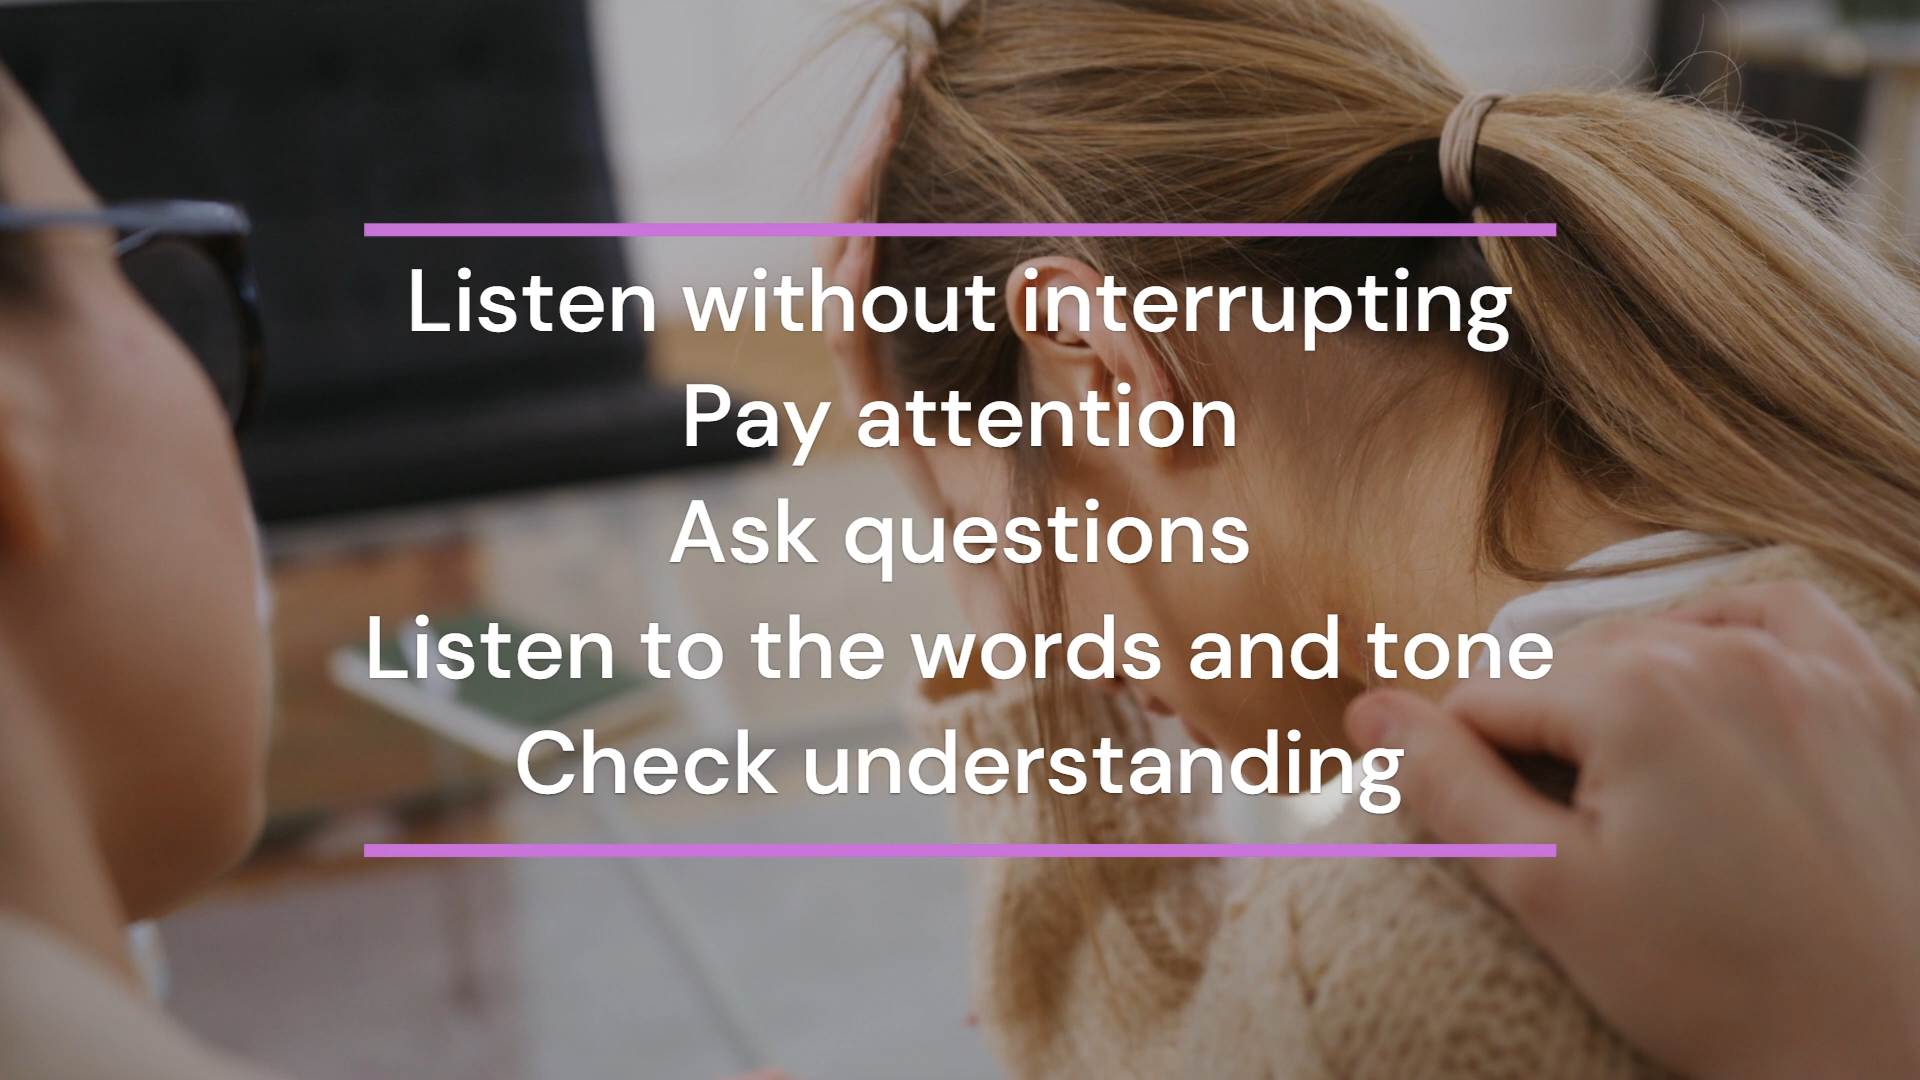 Listen without interrupting
Pay attention
Ask questions
Listen to the words and tone
Check understanding